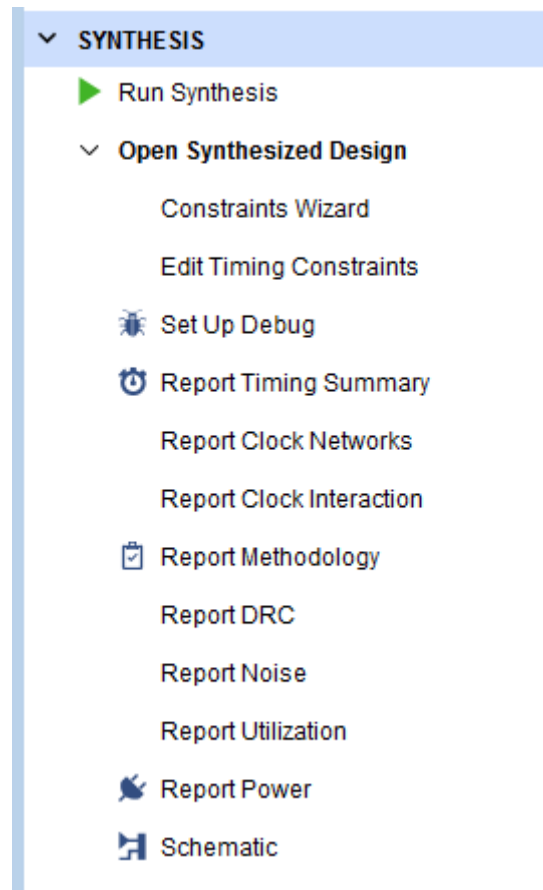 SYNTHESIS
Run Synthesis
Open Synthesized Design
Constraints Wizard
Edit Timing Constraints
Set Up Debug
Report Timing Summary
Report Clock Networks
Report Clock Interaction
Report Methodology
Report DRC
Report Noise
Report Utilization
Report Power
Schematic